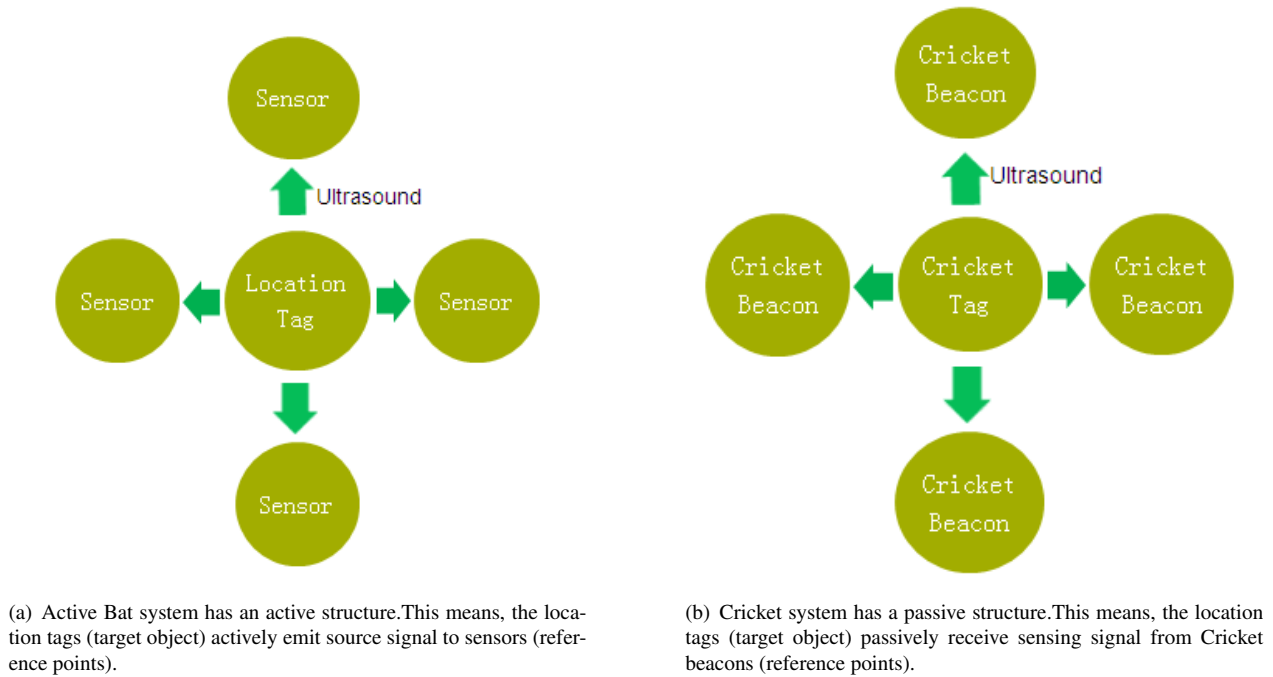 Sensor
Ultrasound
Sensor
Location
Tag
Sensor
Sensor
(a) Active Bat system has an active structure.This means, the loca-
tion tags (target object) actively emit source signal to sensors (refer-
ence points).
Cricket
Beacon
Ultrasound
Cricket
Beacon
Cricket
Tag
Cricket
Beacon
Cricket
Beacon
(b) Cricket system has a passive structure.This means, the location
tags (target object) passively receive sensing signal from Cricket
beacons (reference points).